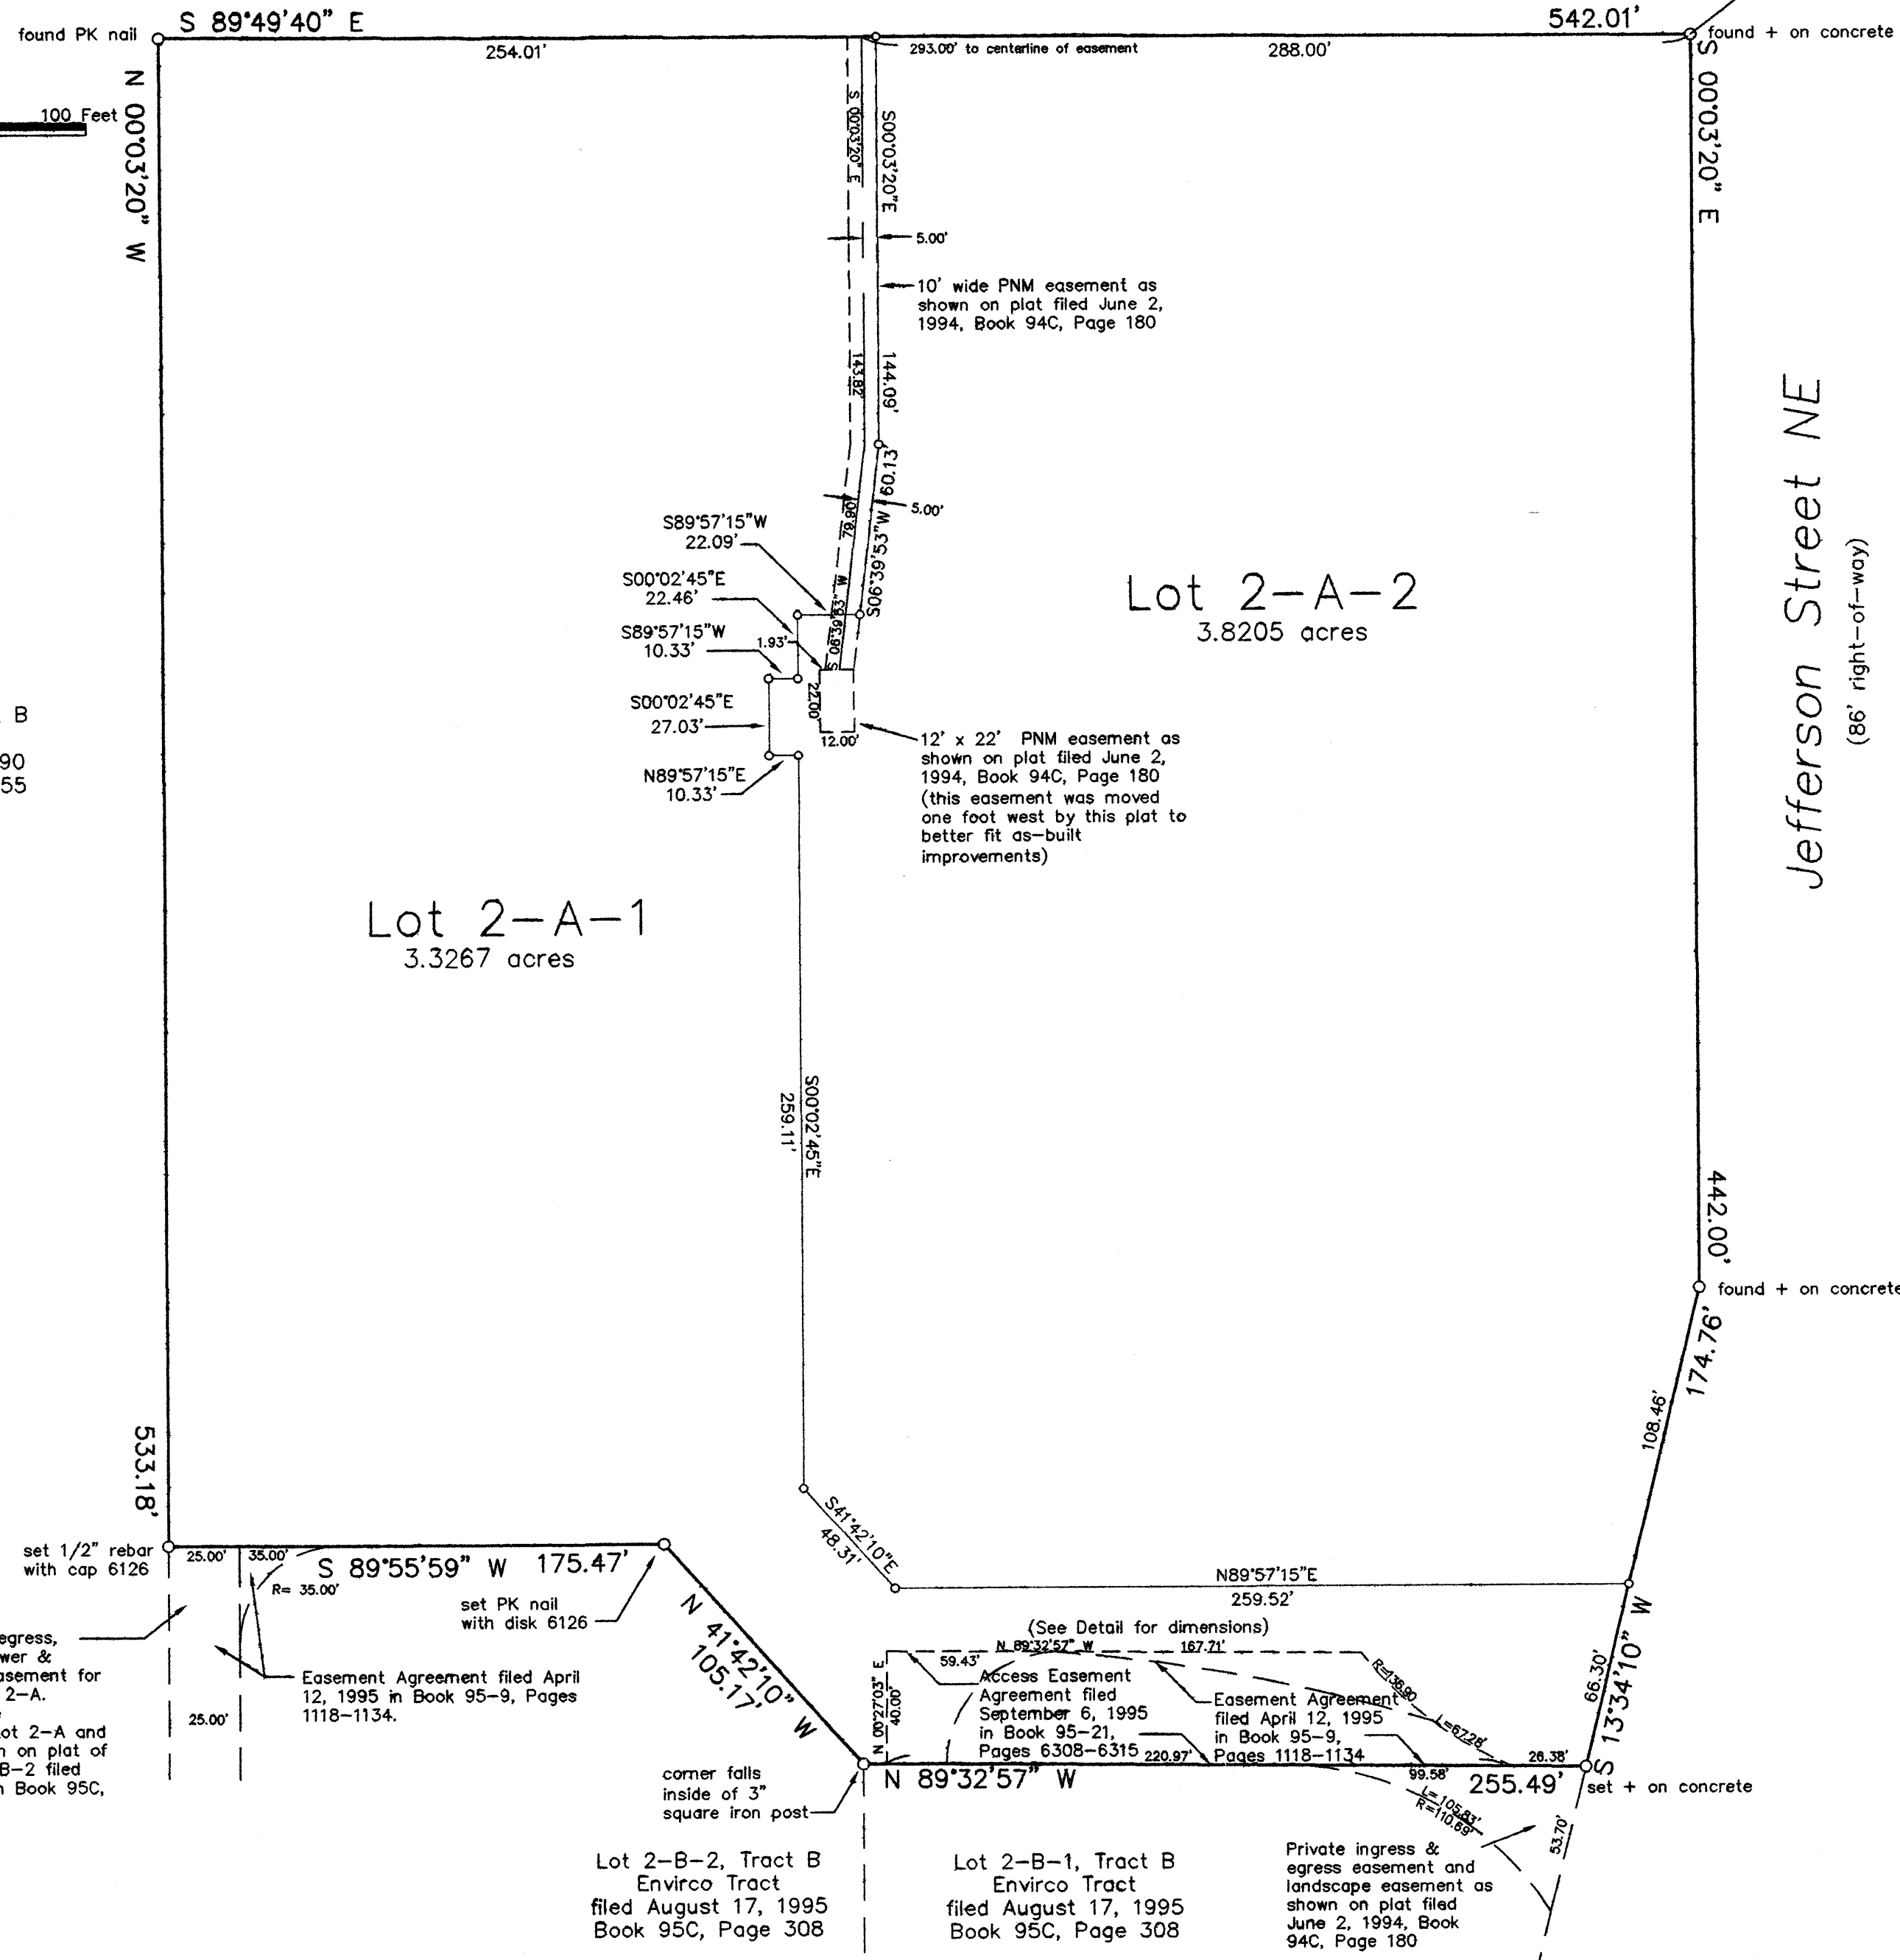 found PK nail
S 89°49'40" E
542.01'
254.01'
293.00' to centerline of easement
288.00'
found + on concrete
100 Feet
N 00°03'20" W
S 00°03'20" E
S00°03'20"E
S 00°03'20" E
5.00'
10' wide PNM easement as
shown on plat filed June 2,
1994, Book 94C, Page 180
143.82'
144.09'
Jefferson Street NE
(86' right-of-way)
60.13'
S06°39'53"W
79.90'
5.00'
S 06°39'53" W
S89°57'15"W
22.09'
S00°02'45"E
22.46'
S89°57'15"W
10.33'
1.93'
Lot 2-A-2
3.8205 acres
S00°02'45"E
27.03'
22.00'
12.00'
N89°57'15"E
10.33'
12' x 22' PNM easement as
shown on plat filed June 2,
1994, Book 94C, Page 180
(this easement was moved
one foot west by this plat to
better fit as-built
improvements)
B
90
55
Lot 2-A-1
3.3267 acres
S00°02'45"E
259.11'
442.00'
found + on concrete
174.76'
108.46'
533.18'
S41°42'10"E
48.31'
set 1/2" rebar
with cap 6126
25.00'
35.00'
S 89°55'59" W 175.47'
R= 35.00'
set PK nail
with disk 6126
N 41°42'10" W
105.17'
N89°57'15"E
259.52'
S 13°34'10" W
66.30'
(See Detail for dimensions)
N 89°32'57" W 167.71'
59.43'
N 00°27'03" E
40.00'
R=136.90
L=67.28'
Access Easement
Agreement filed
September 6, 1995
in Book 95-21,
Pages 6308-6315
220.97'
Easement Agreement
filed April 12, 1995
in Book 95-9,
Pages 1118-1134
26.38'
99.58'
N 89°32'57" W
255.49'
set + on concrete
L=105.83'
R=110.69'
53.70'
egress,
wer &
asement for
2-A.
ot 2-A and
n on plat of
B-2 filed
n Book 95C,
25.00'
Easement Agreement filed April
12, 1995 in Book 95-9, Pages
1118-1134.
corner falls
inside of 3"
square iron post
Lot 2-B-2, Tract B
Envirco Tract
filed August 17, 1995
Book 95C, Page 308
Lot 2-B-1, Tract B
Envirco Tract
filed August 17, 1995
Book 95C, Page 308
Private ingress &
egress easement and
landscape easement as
shown on plat filed
June 2, 1994, Book
94C, Page 180